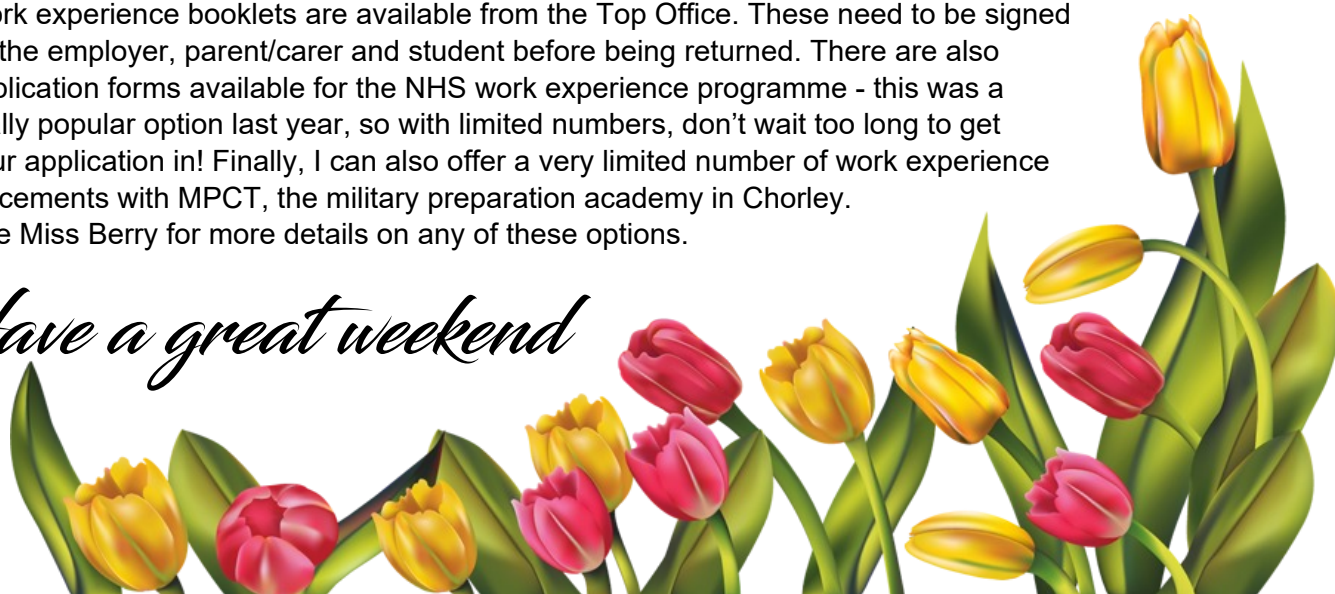 ork experience booklets are available from the Top Office. These need to be signed
the employer, parent/carer and student before being returned. There are also
plication forms available for the NHS work experience programme - this was a
lly popular option last year, so with limited numbers, don’t wait too long to get
ur application in! Finally, I can also offer a very limited number of work experience
cements with MPCT, the military preparation academy in Chorley.
e Miss Berry for more details on any of these options.
ave a great weekend